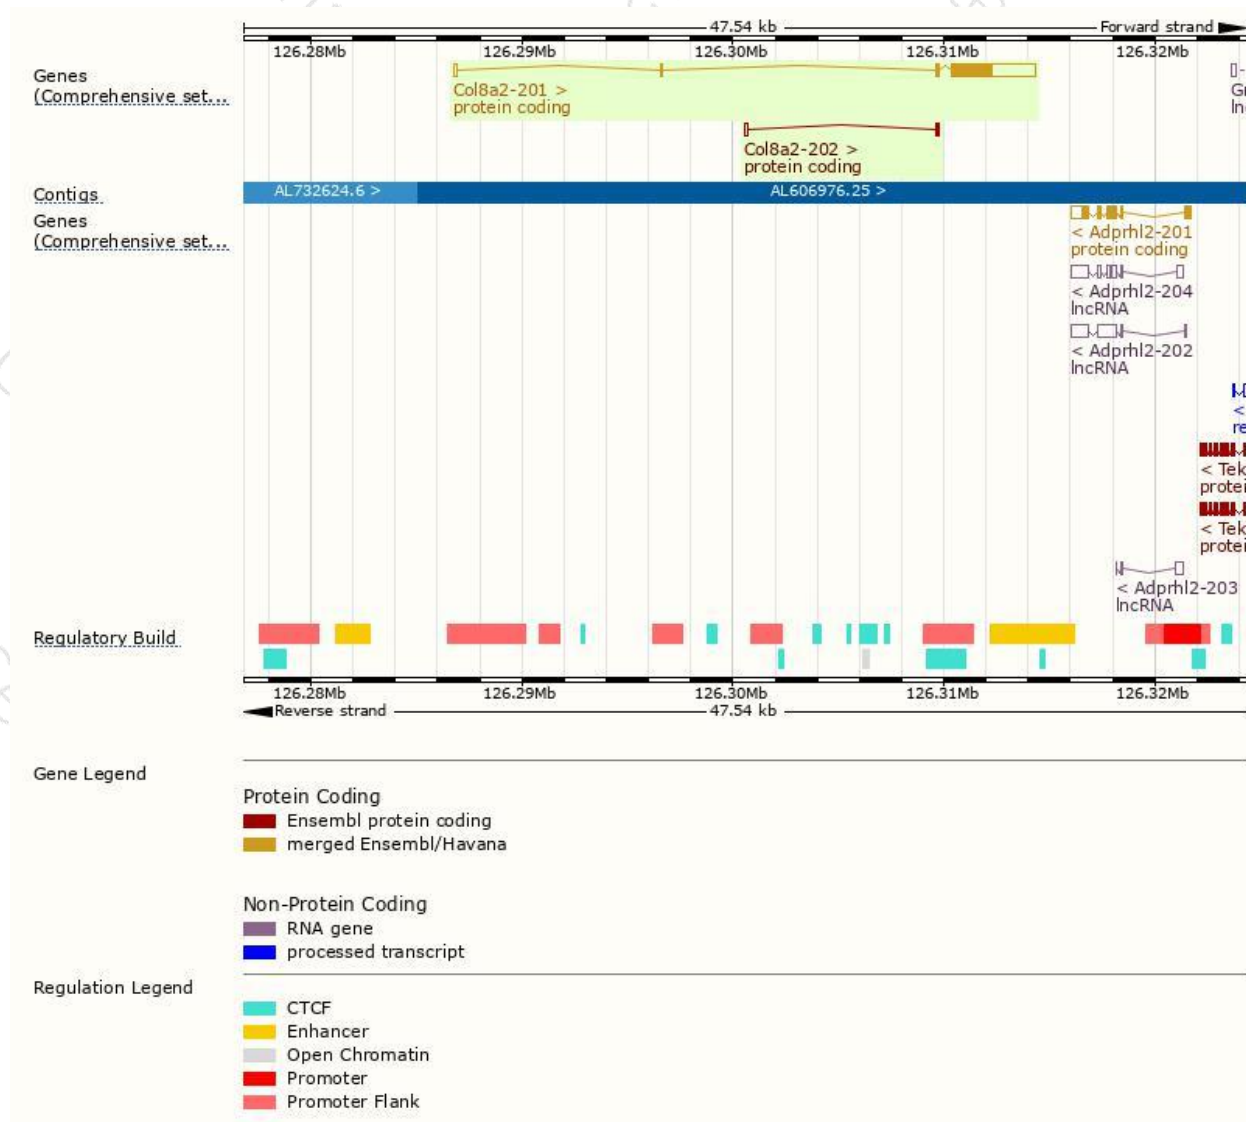 47.54 kb Forward strand
126.28Mb 126.29Mb 126.30Mb 126.31Mb 126.32Mb
Genes
(Comprehensive set...
Col8a2-201 >
protein coding
Col8a2-202 >
protein coding
Contigs
AL732624.6 > AL606976.25 >
Genes
(Comprehensive set...
< Adprhl2-201
protein coding
< Adprhl2-204
lncRNA
< Adprhl2-202
lncRNA
<
re
< Tek
protei
< Tek
protei
< Adprhl2-203
lncRNA
Regulatory Build
126.28Mb 126.29Mb 126.30Mb 126.31Mb 126.32Mb
Reverse strand 47.54 kb
Gene Legend
Protein Coding
Ensembl protein coding
merged Ensembl/Havana
Non-Protein Coding
RNA gene
processed transcript
Regulation Legend
CTCF
Enhancer
Open Chromatin
Promoter
Promoter Flank